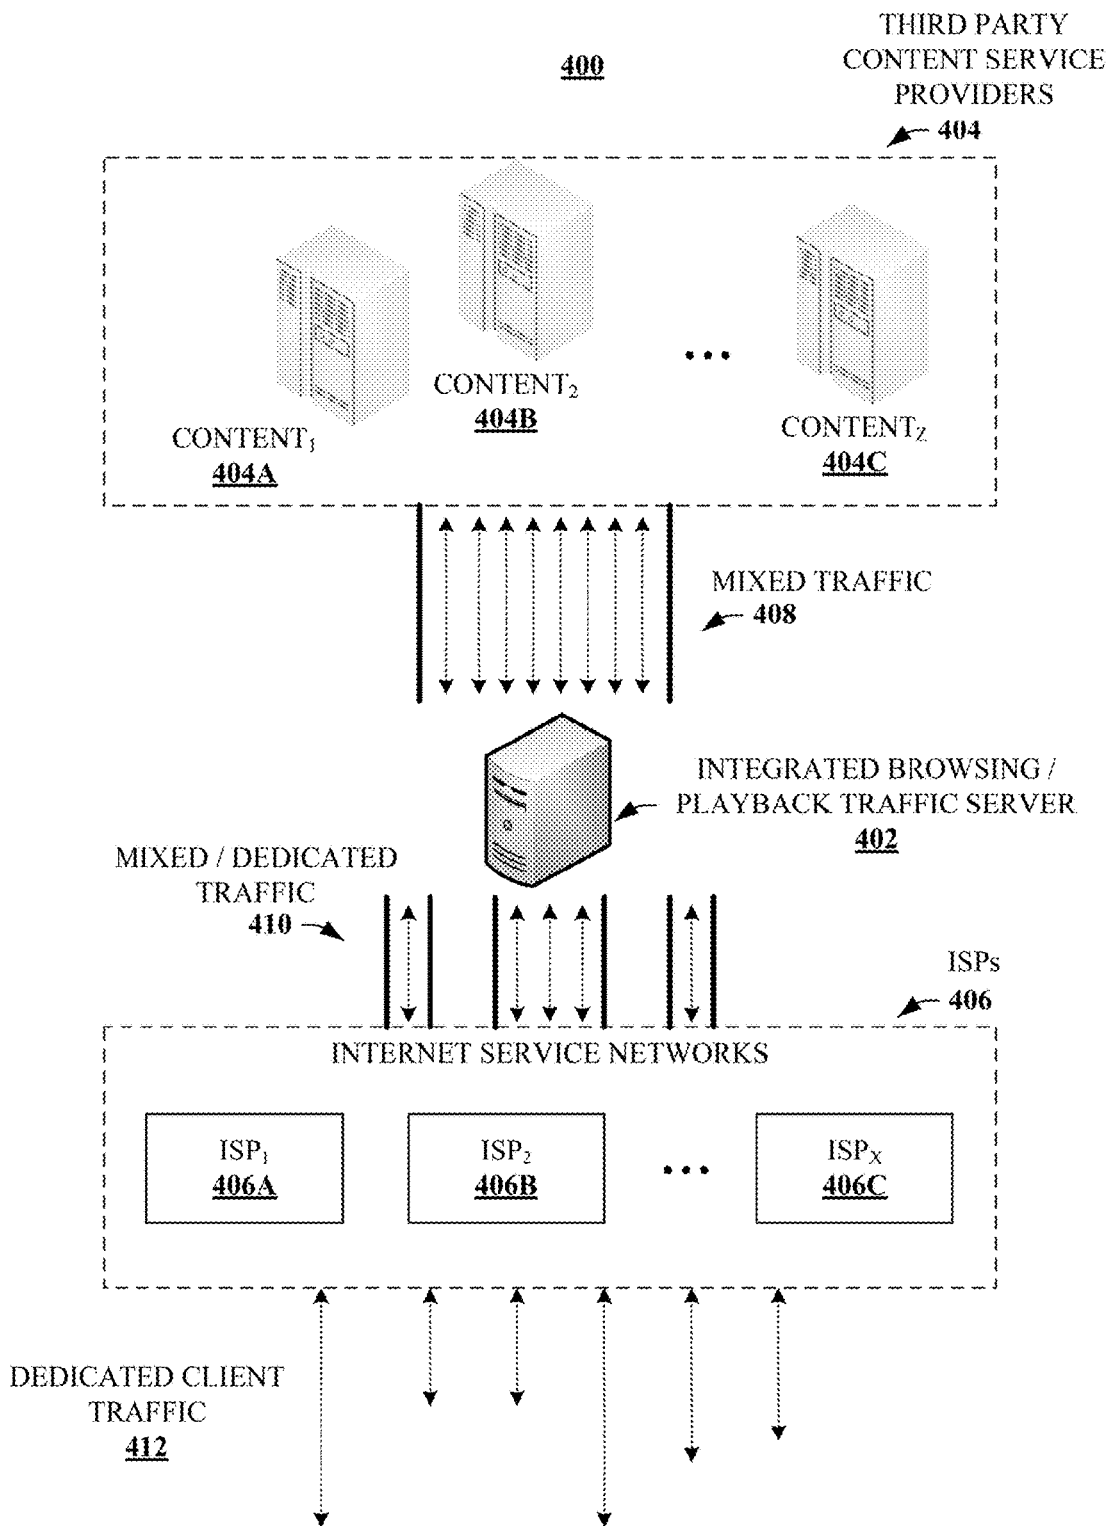 THIRD PARTY
CONTENT SERVICE
PROVIDERS
404
400
CONTENT₁
404A
CONTENT₂
404B
CONTENT_Z
404C
MIXED TRAFFIC
408
INTEGRATED BROWSING /
PLAYBACK TRAFFIC SERVER
402
MIXED / DEDICATED
TRAFFIC
410
ISPs
406
INTERNET SERVICE NETWORKS
ISP₁
406A
ISP₂
406B
ISP_X
406C
DEDICATED CLIENT
TRAFFIC
412